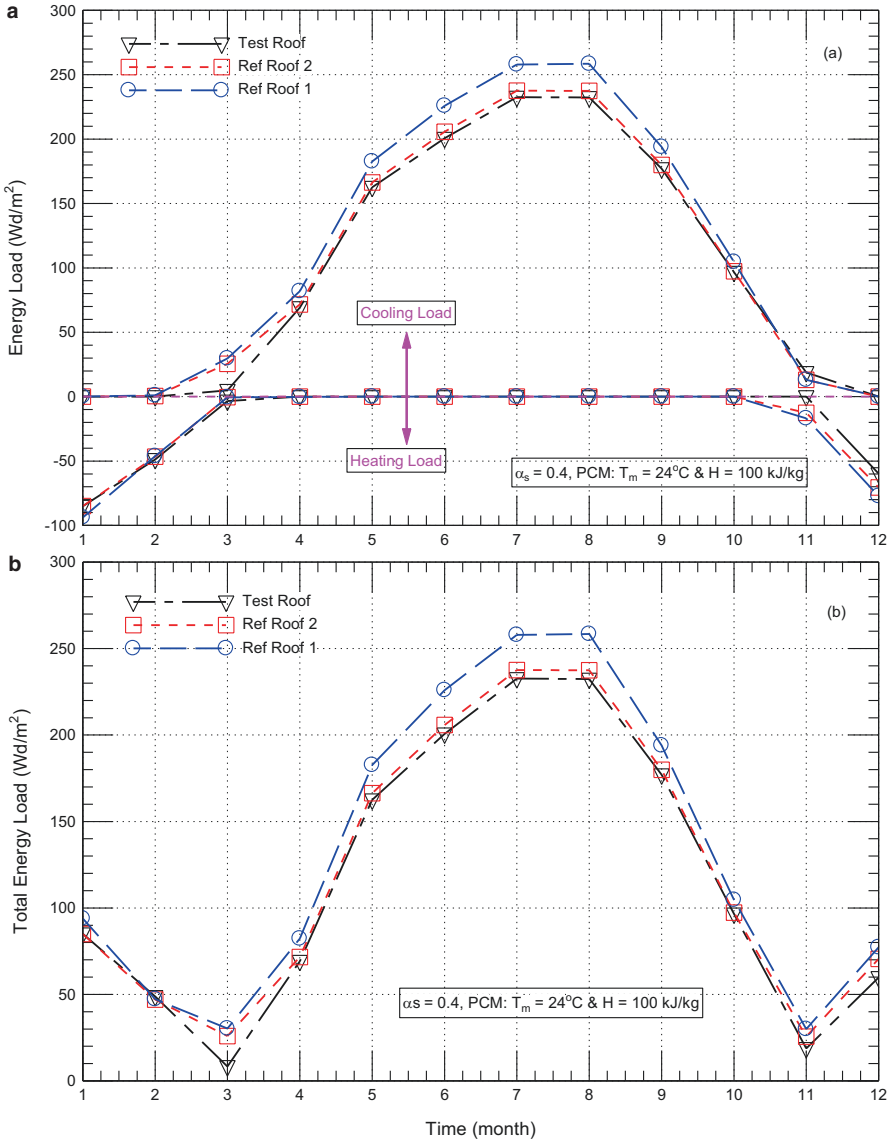 a
300
250
200
150
100
50
0
-50
-100
Energy Load (Wd/m²)
Test Roof
Ref Roof 2
Ref Roof 1
(a)
Cooling Load
Heating Load
αs = 0.4, PCM: Tm = 24°C & H = 100 kJ/kg
1 2 3 4 5 6 7 8 9 10 11 12
b
300
250
200
150
100
50
0
Total Energy Load (Wd/m²)
Test Roof
Ref Roof 2
Ref Roof 1
(b)
αs = 0.4, PCM: Tm = 24°C & H = 100 kJ/kg
1 2 3 4 5 6 7 8 9 10 11 12
Time (month)